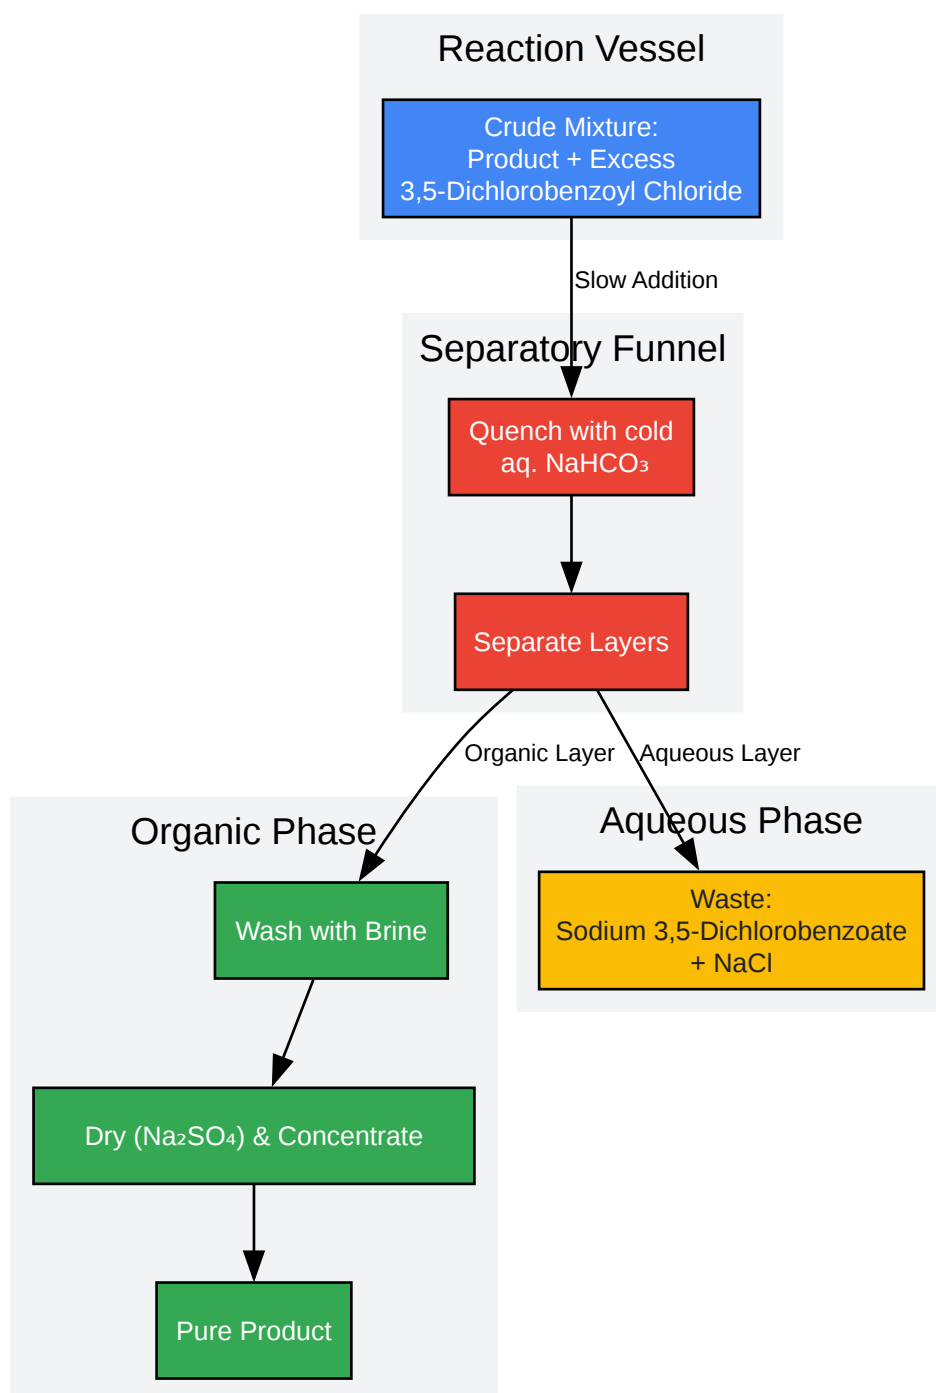 Reaction Vessel
Crude Mixture:
Product + Excess
3,5-Dichlorobenzoyl Chloride
Slow Addition
Separatory Funnel
Quench with cold
aq. NaHCO₃
Separate Layers
Organic Layer
Aqueous Layer
Organic Phase
Wash with Brine
Dry (Na₂SO₄) & Concentrate
Pure Product
Aqueous Phase
Waste:
Sodium 3,5-Dichlorobenzoate
+ NaCl